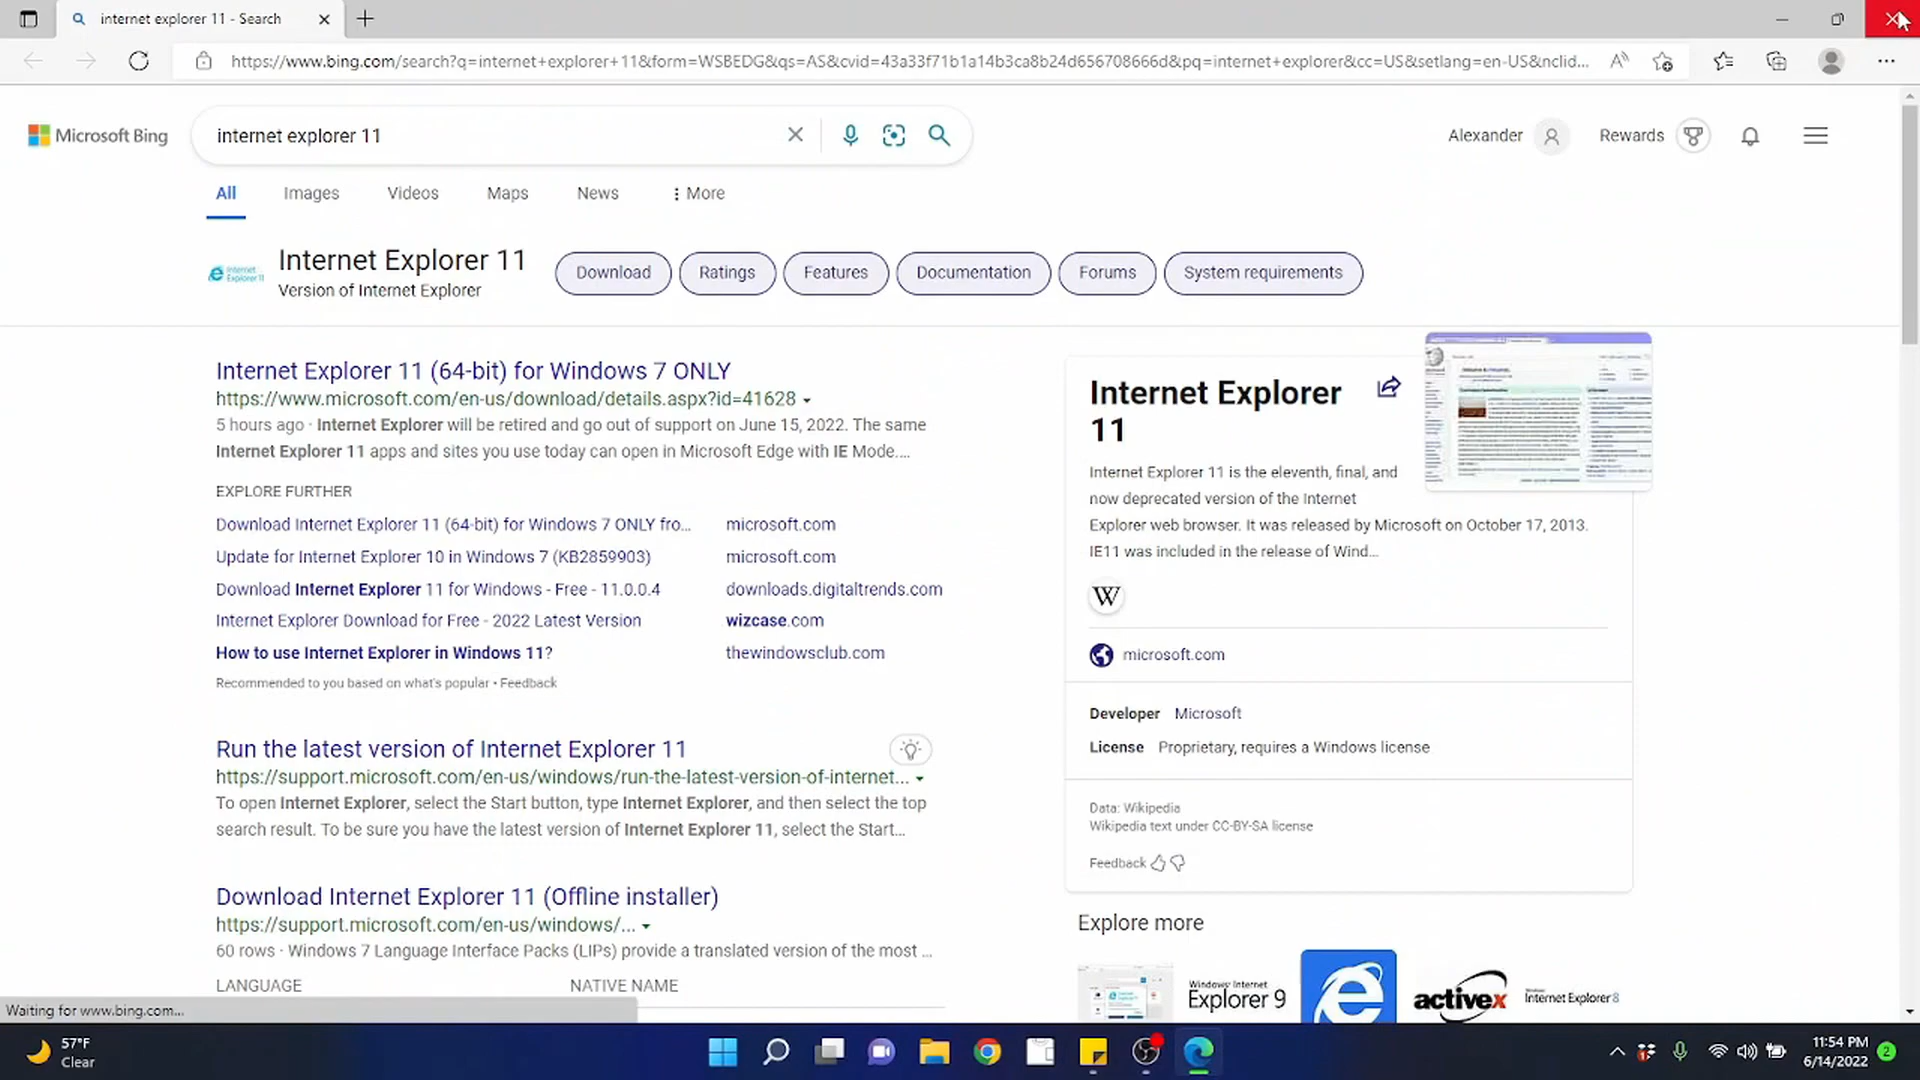 internet explorer 11 - Search
https://www.bing.com/search?q=internet+explorer+11&form=WSBEDG&qs=AS&cvid=43a33f71b1a14b3ca8b24d656708666d&pq=internet+explorer&cc=US&setlang=en-US&nclid...
Microsoft Bing
internet explorer 11
Alexander
Rewards
All
Images
Videos
Maps
News
More
Internet Explorer 11
Version of Internet Explorer
Download
Ratings
Features
Documentation
Forums
System requirements
Internet Explorer 11 (64-bit) for Windows 7 ONLY
https://www.microsoft.com/en-us/download/details.aspx?id=41628
5 hours ago · Internet Explorer will be retired and go out of support on June 15, 2022. The same
Internet Explorer 11 apps and sites you use today can open in Microsoft Edge with IE Mode....
EXPLORE FURTHER
Download Internet Explorer 11 (64-bit) for Windows 7 ONLY fro... microsoft.com
Update for Internet Explorer 10 in Windows 7 (KB2859903) microsoft.com
Download Internet Explorer 11 for Windows - Free - 11.0.0.4 downloads.digitaltrends.com
Internet Explorer Download for Free - 2022 Latest Version wizcase.com
How to use Internet Explorer in Windows 11? thewindowsclub.com
Recommended to you based on what's popular • Feedback
Run the latest version of Internet Explorer 11
https://support.microsoft.com/en-us/windows/run-the-latest-version-of-internet...
To open Internet Explorer, select the Start button, type Internet Explorer, and then select the top
search result. To be sure you have the latest version of Internet Explorer 11, select the Start...
Download Internet Explorer 11 (Offline installer)
https://support.microsoft.com/en-us/windows/...
60 rows · Windows 7 Language Interface Packs (LIPs) provide a translated version of the most ...
LANGUAGE NATIVE NAME
Internet Explorer
11
Internet Explorer 11 is the eleventh, final, and
now deprecated version of the Internet
Explorer web browser. It was released by Microsoft on October 17, 2013.
IE11 was included in the release of Wind...
W
microsoft.com
Developer Microsoft
License Proprietary, requires a Windows license
Data: Wikipedia
Wikipedia text under CC-BY-SA license
Feedback
Explore more
Windows Internet
Explorer 9
activex
Internet Explorer 8
Waiting for www.bing.com...
57°F
Clear
11:54 PM
6/14/2022
2